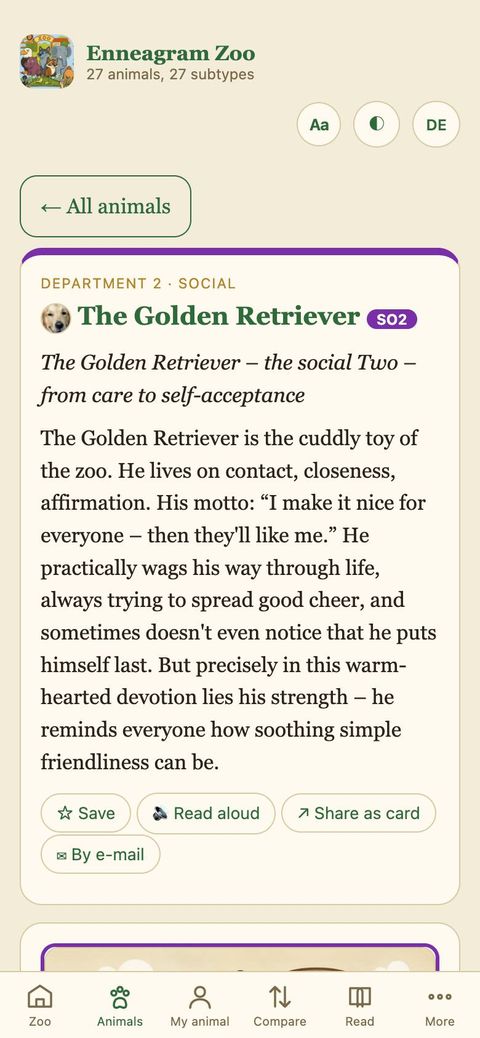 Enneagram Zoo
27 animals, 27 subtypes
Aa
DE
← All animals
DEPARTMENT 2 · SOCIAL
The Golden Retriever SO2
The Golden Retriever – the social Two –
from care to self-acceptance
The Golden Retriever is the cuddly toy of
the zoo. He lives on contact, closeness,
affirmation. His motto: “I make it nice for
everyone – then they'll like me.” He
practically wags his way through life,
always trying to spread good cheer, and
sometimes doesn't even notice that he puts
himself last. But precisely in this warm-
hearted devotion lies his strength – he
reminds everyone how soothing simple
friendliness can be.
☆ Save
🔊 Read aloud
↗ Share as card
✉ By e-mail
Zoo
Animals
My animal
Compare
Read
More